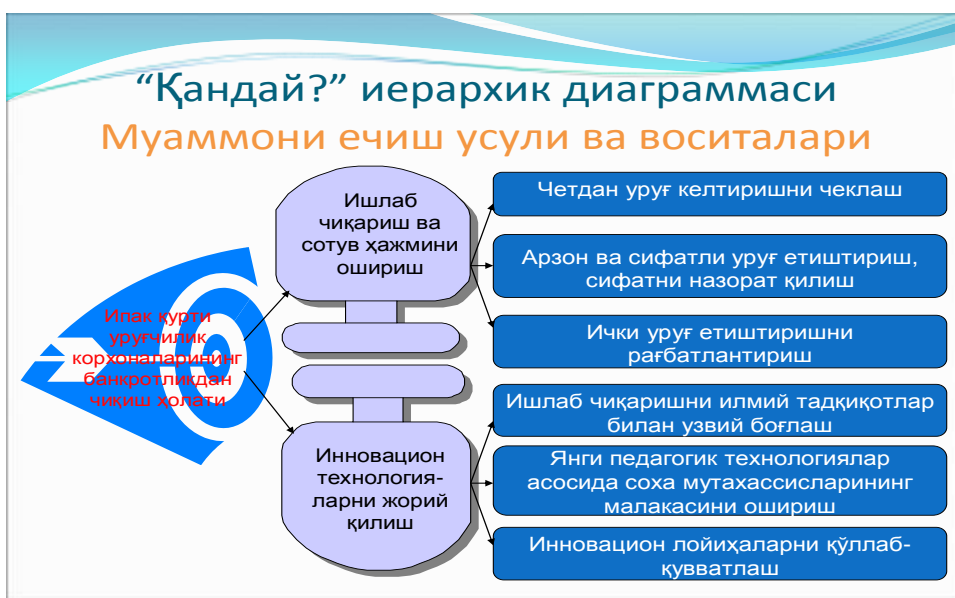 “Қандай?” иерархик диаграммаси
Муаммони ечиш усули ва воситалари
Ипак қурти
уруғчилик
корхоналарининг
банкротликдан
чиқиш ҳолати
Ишлаб
чиқариш ва
сотув ҳажмини
ошириш
Четдан уруғ келтиришни чеклаш
Арзон ва сифатли уруғ етиштириш,
сифатни назорат қилиш
Ички уруғ етиштиришни
рағбатлантириш
Инновацион
технология-
ларни жорий
қилиш
Ишлаб чиқаришни илмий тадқиқотлар
билан узвий боғлаш
Янги педагогик технологиялар
асосида соха мутахассисларининг
малакасини ошириш
Инновацион лойиҳаларни қўллаб-
қувватлаш